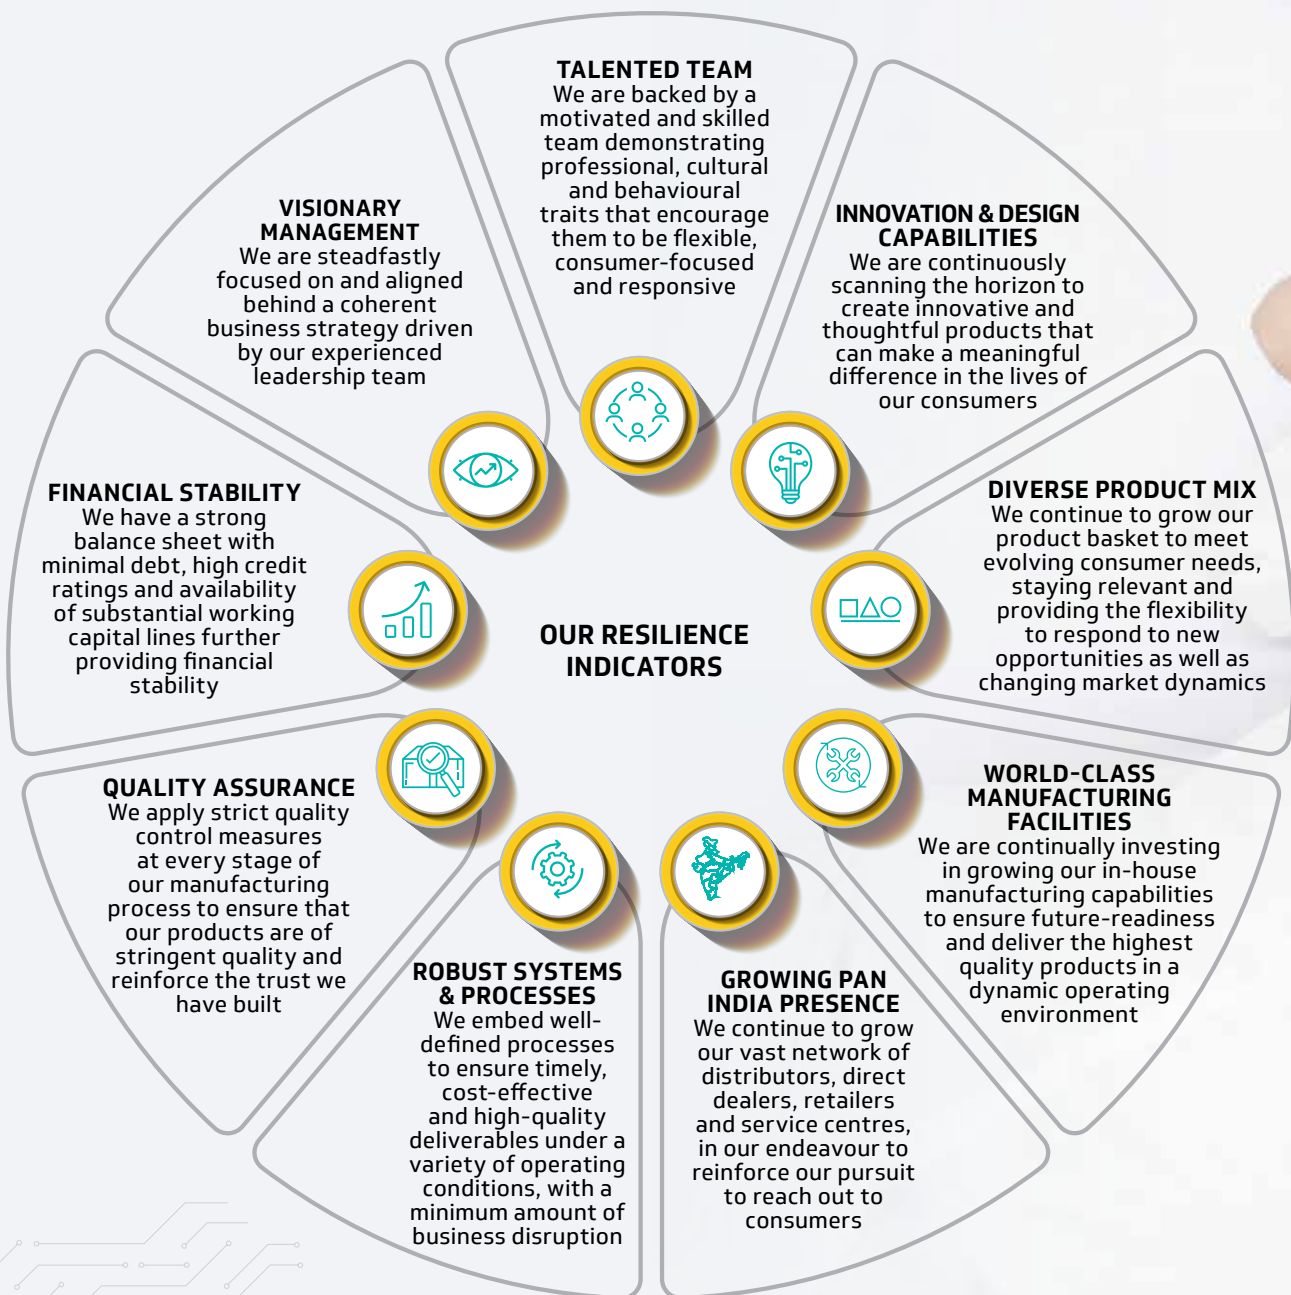 TALENTED TEAM
We are backed by a
motivated and skilled
team demonstrating
professional, cultural
and behavioural
traits that encourage
them to be flexible,
consumer-focused
and responsive
INNOVATION & DESIGN
CAPABILITIES
We are continuously
scanning the horizon to
create innovative and
thoughtful products that
can make a meaningful
difference in the lives of
our consumers
DIVERSE PRODUCT MIX
We continue to grow our
product basket to meet
evolving consumer needs,
staying relevant and
providing the flexibility
to respond to new
opportunities as well as
changing market dynamics
WORLD-CLASS
MANUFACTURING
FACILITIES
We are continually investing
in growing our in-house
manufacturing capabilities
to ensure future-readiness
and deliver the highest
quality products in a
dynamic operating
environment
GROWING PAN
INDIA PRESENCE
We continue to grow
our vast network of
distributors, direct
dealers, retailers
and service centres,
in our endeavour to
reinforce our pursuit
to reach out to
consumers
ROBUST SYSTEMS
& PROCESSES
We embed well-
defined processes
to ensure timely,
cost-effective
and high-quality
deliverables under a
variety of operating
conditions, with a
minimum amount of
business disruption
QUALITY ASSURANCE
We apply strict quality
control measures
at every stage of
our manufacturing
process to ensure that
our products are of
stringent quality and
reinforce the trust we
have built
FINANCIAL STABILITY
We have a strong
balance sheet with
minimal debt, high credit
ratings and availability
of substantial working
capital lines further
providing financial
stability
VISIONARY
MANAGEMENT
We are steadfastly
focused on and aligned
behind a coherent
business strategy driven
by our experienced
leadership team
OUR RESILIENCE
INDICATORS